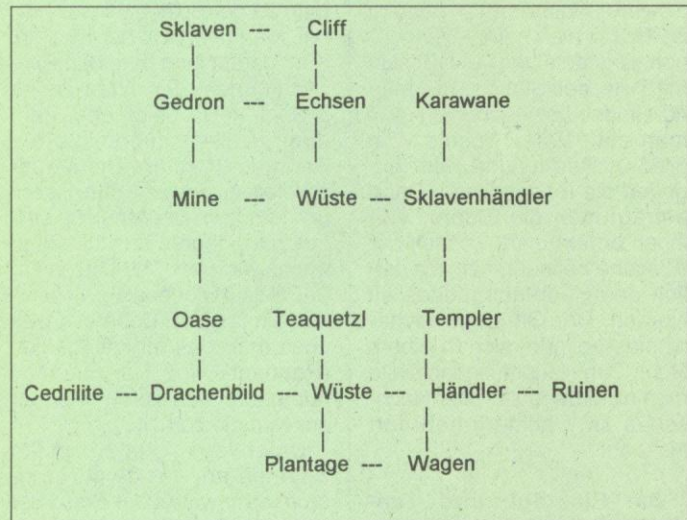 Sklaven --- Cliff
| |
| |
Gedron --- Echsen Karawane
| | |
| | |
Mine --- Wüste -- Sklavenhändler
| |
| |
Oase Teaquetzl Templer
| | |
| | |
Cedrilite --- Drachenbild --- Wüste --- Händler --- Ruinen
| |
| |
Plantage --- Wagen